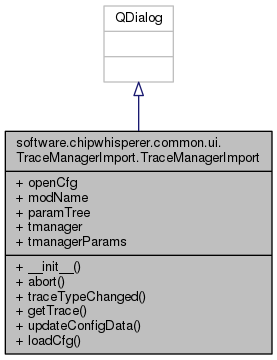 QDialog
software.chipwhisperer.common.ui.
TraceManagerImport.TraceManagerImport
+ openCfg
+ modName
+ paramTree
+ tmanager
+ tmanagerParams
+ __init__()
+ abort()
+ traceTypeChanged()
+ getTrace()
+ updateConfigData()
+ loadCfg()